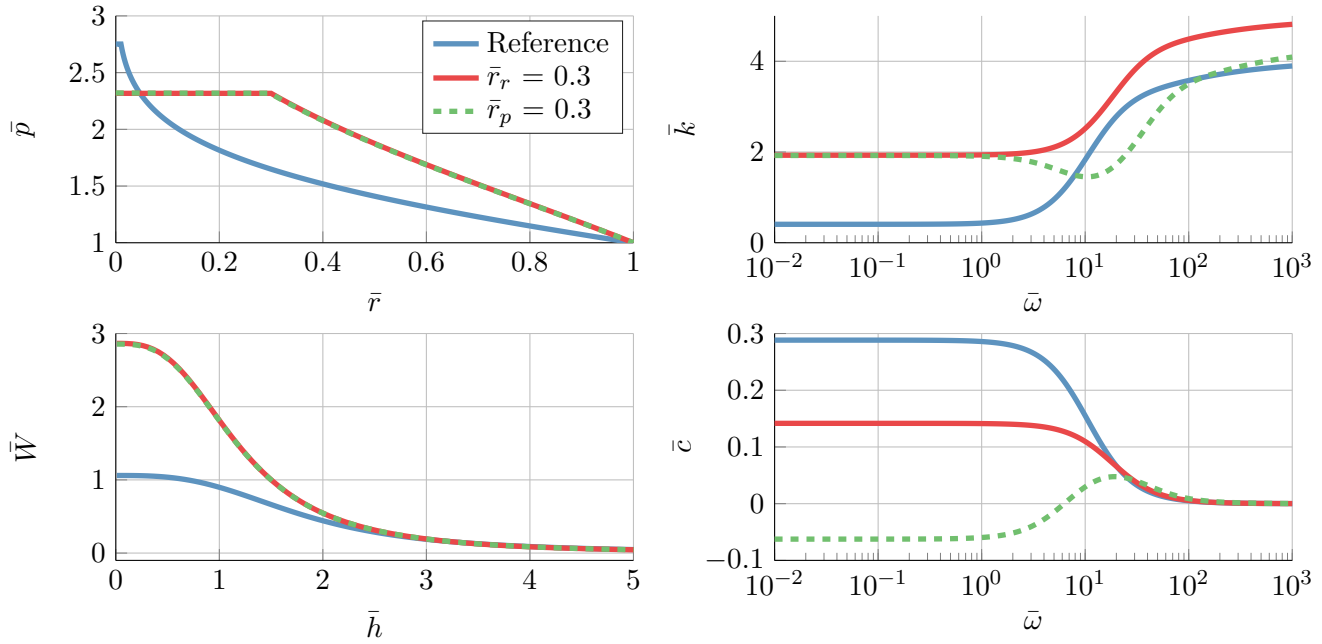 3
2.5
2
1.5
1
p̄
0 0.2 0.4 0.6 0.8 1
r̄
Reference
r̄_r = 0.3
r̄_p = 0.3
4
2
0
k̄
10^−2 10^−1 10^0 10^1 10^2 10^3
ω̄
3
2
1
0
W̄
0 1 2 3 4 5
h̄
0.3
0.2
0.1
0
−0.1
c̄
10^−2 10^−1 10^0 10^1 10^2 10^3
ω̄